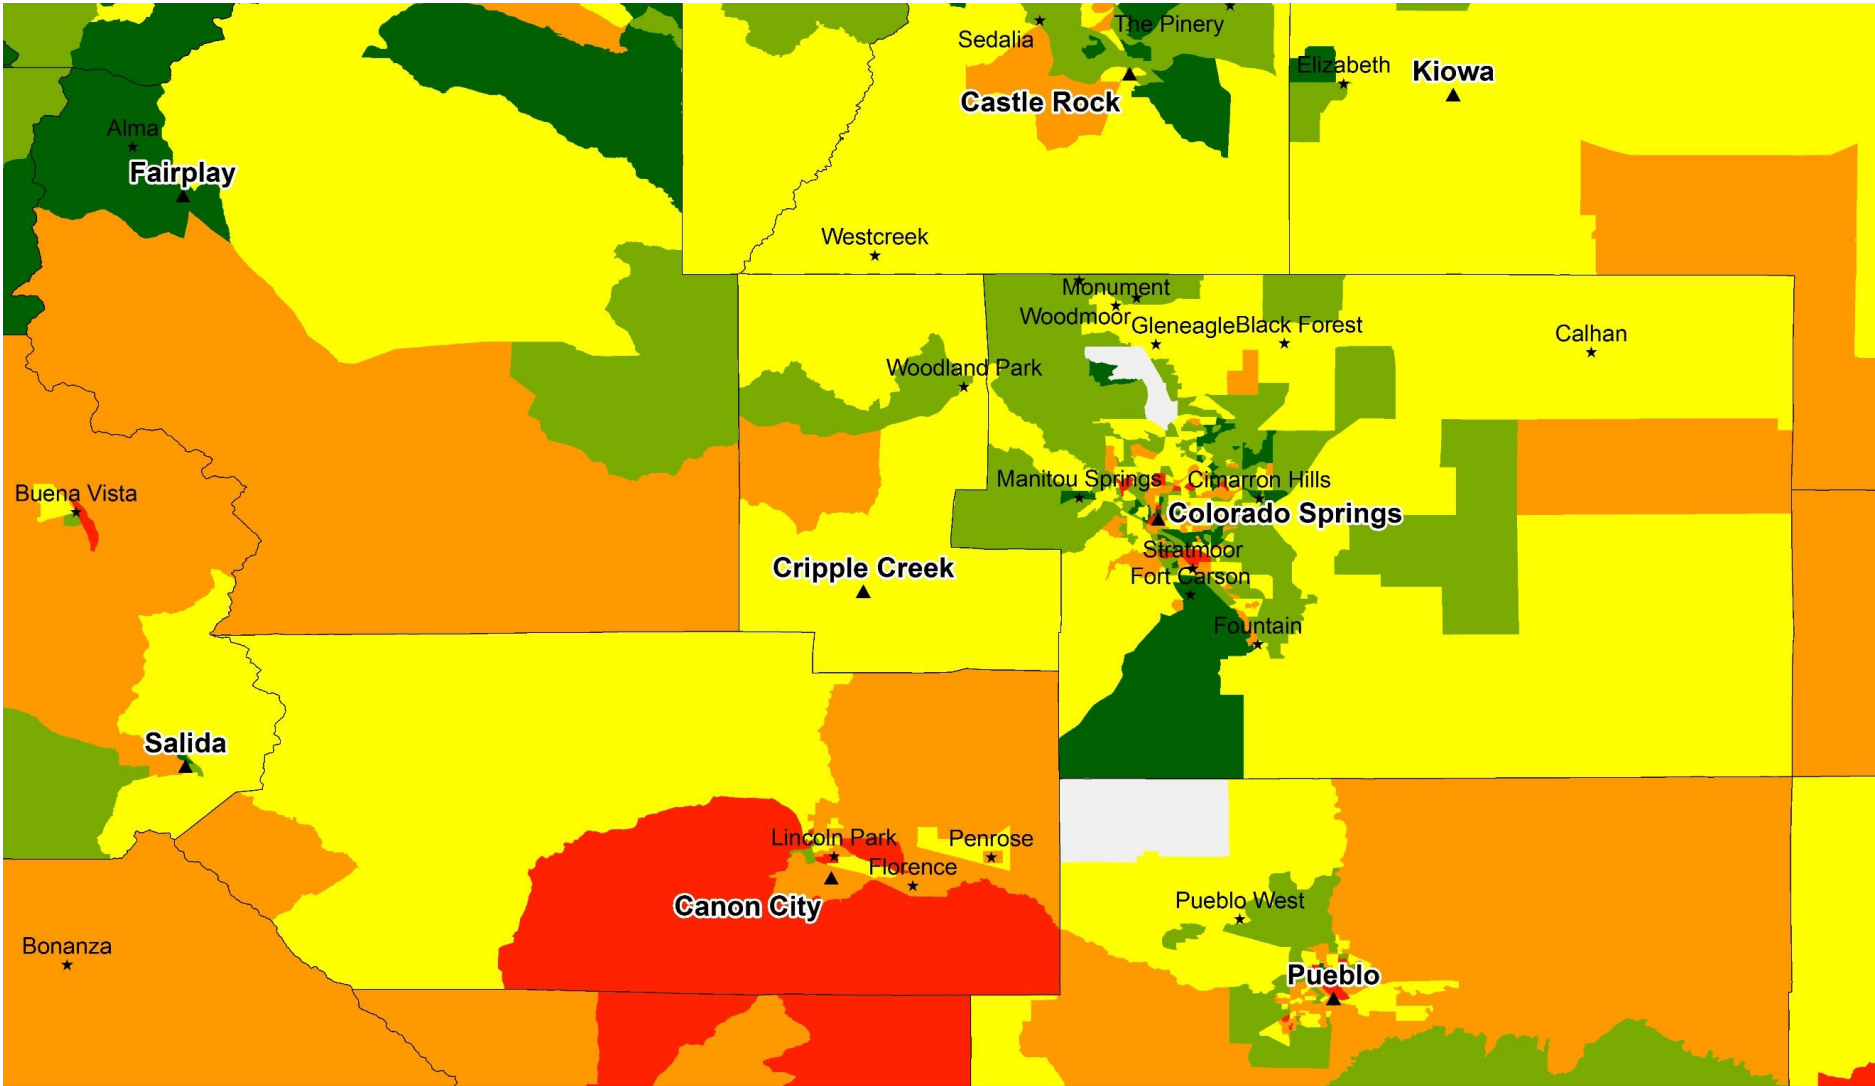 The Pinery
Sedalia
Elizabeth
Kiowa
Castle Rock
Alma
Fairplay
Westcreek
Monument
Woodmoor
Gleneagle
Black Forest
Calhan
Woodland Park
Manitou Springs
Cimarron Hills
Buena Vista
Colorado Springs
Stratmoor
Cripple Creek
Fort Carson
Fountain
Salida
Lincoln Park
Penrose
Florence
Canon City
Pueblo West
Bonanza
Pueblo